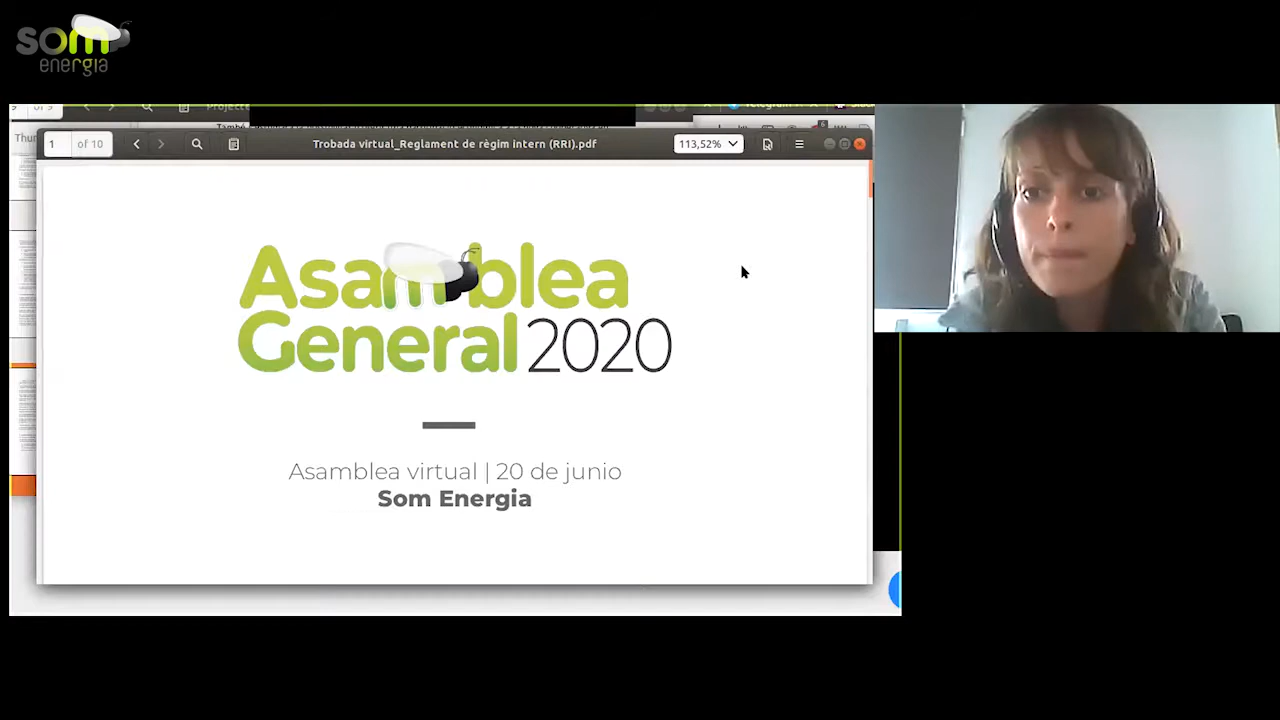 som
energia
També
1 of 10
Trobada virtual_Reglament de règim intern (RRI).pdf
113,52%
Asamblea
General 2020
Asamblea virtual | 20 de junio
Som Energia